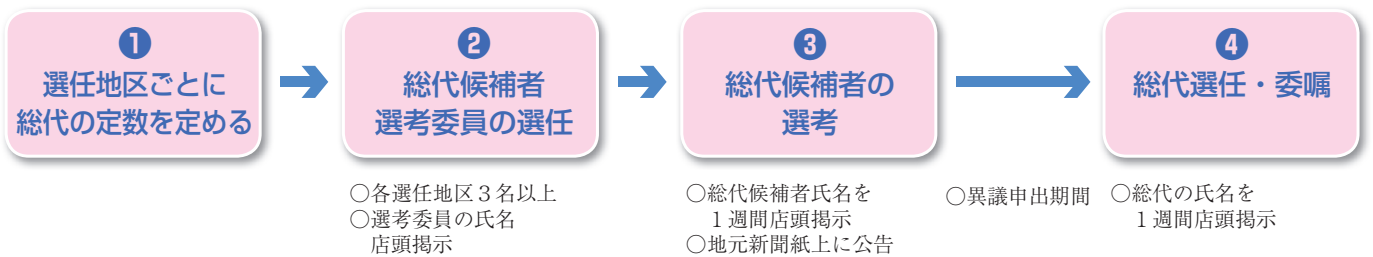 ❶
選任地区ごとに
総代の定数を定める
❷
総代候補者
選考委員の選任
○各選任地区3名以上
○選考委員の氏名
店頭掲示
❸
総代候補者の
選考
○総代候補者氏名を
1週間店頭掲示
○地元新聞紙上に公告
○異議申出期間
❹
総代選任・委嘱
○総代の氏名を
1週間店頭掲示